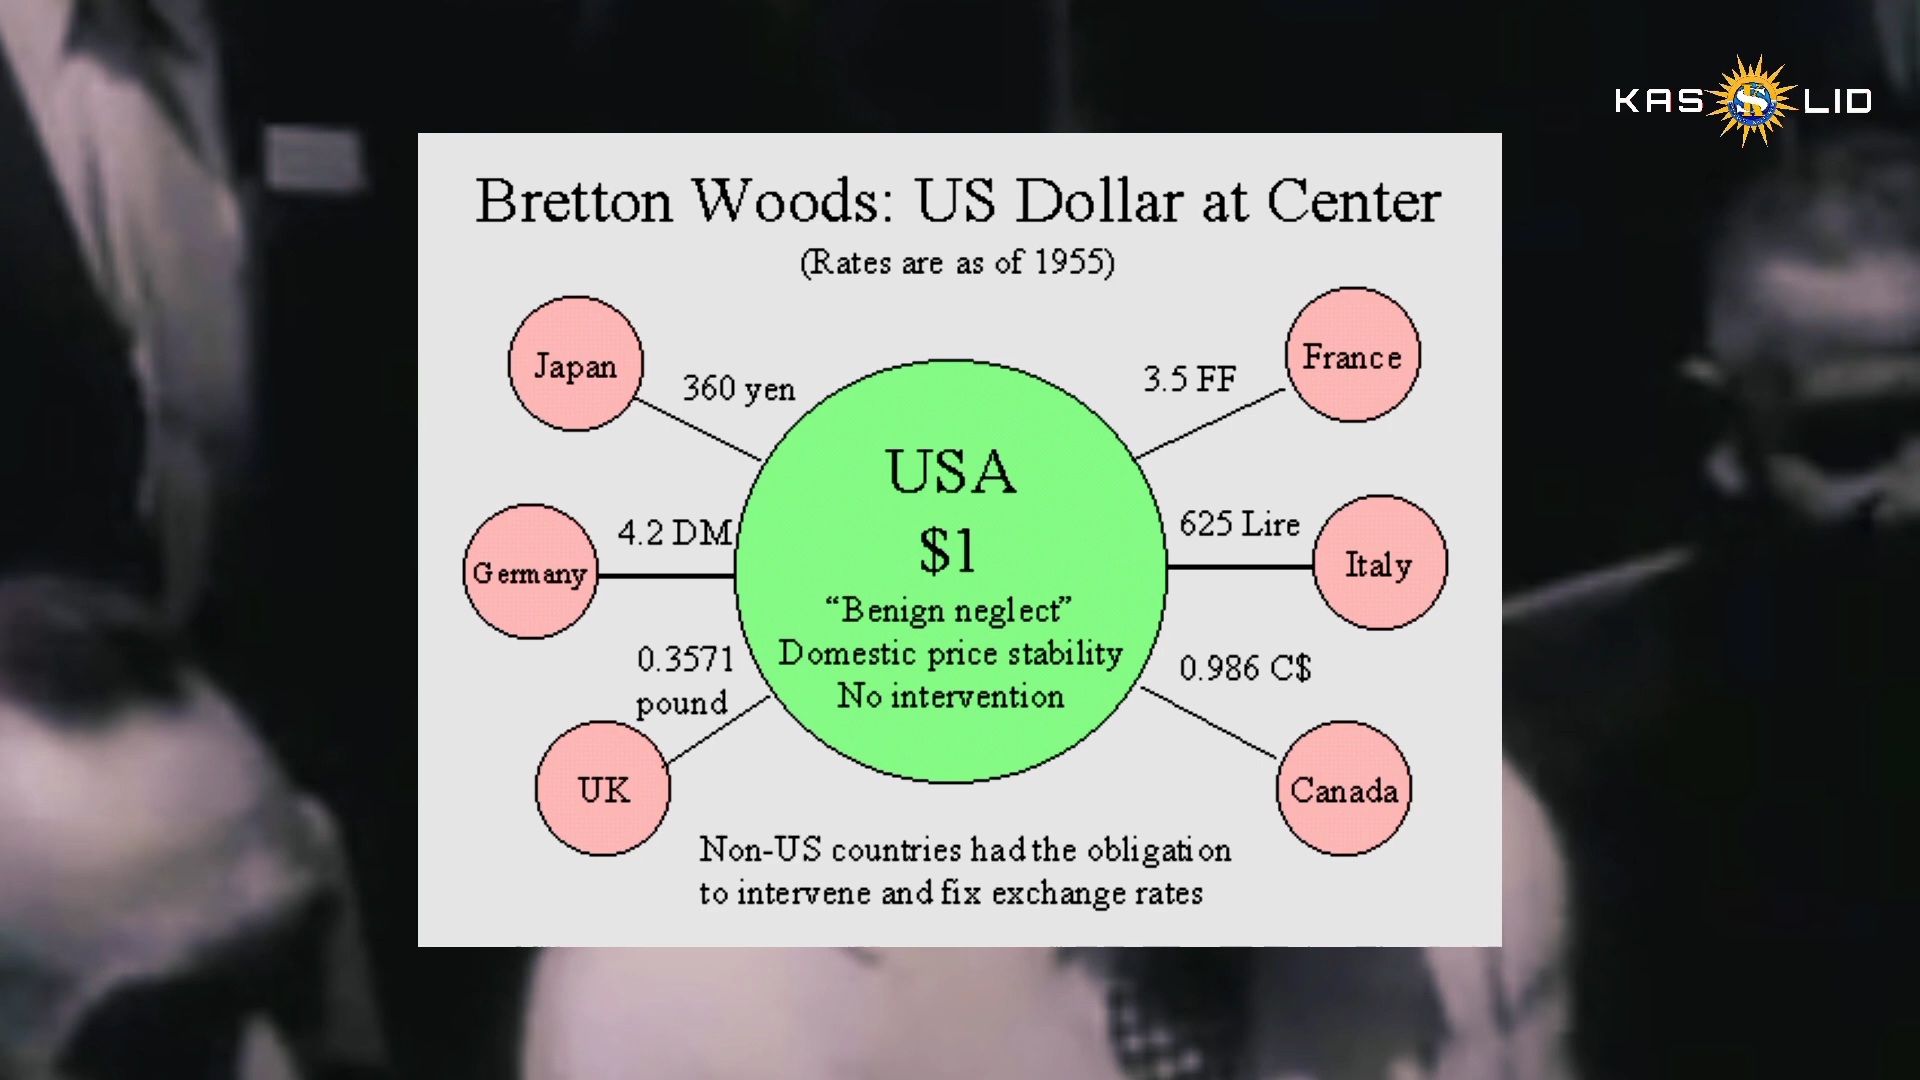 KAS LID
Bretton Woods: US Dollar at Center
(Rates are as of 1955)
Japan
360 yen
3.5 FF
France
USA
$1
Germany
4.2 DM
625 Lire
Italy
“Benign neglect”
Domestic price stability
No intervention
0.3571
pound
0.986 C$
UK
Canada
Non-US countries had the obligation
to intervene and fix exchange rates